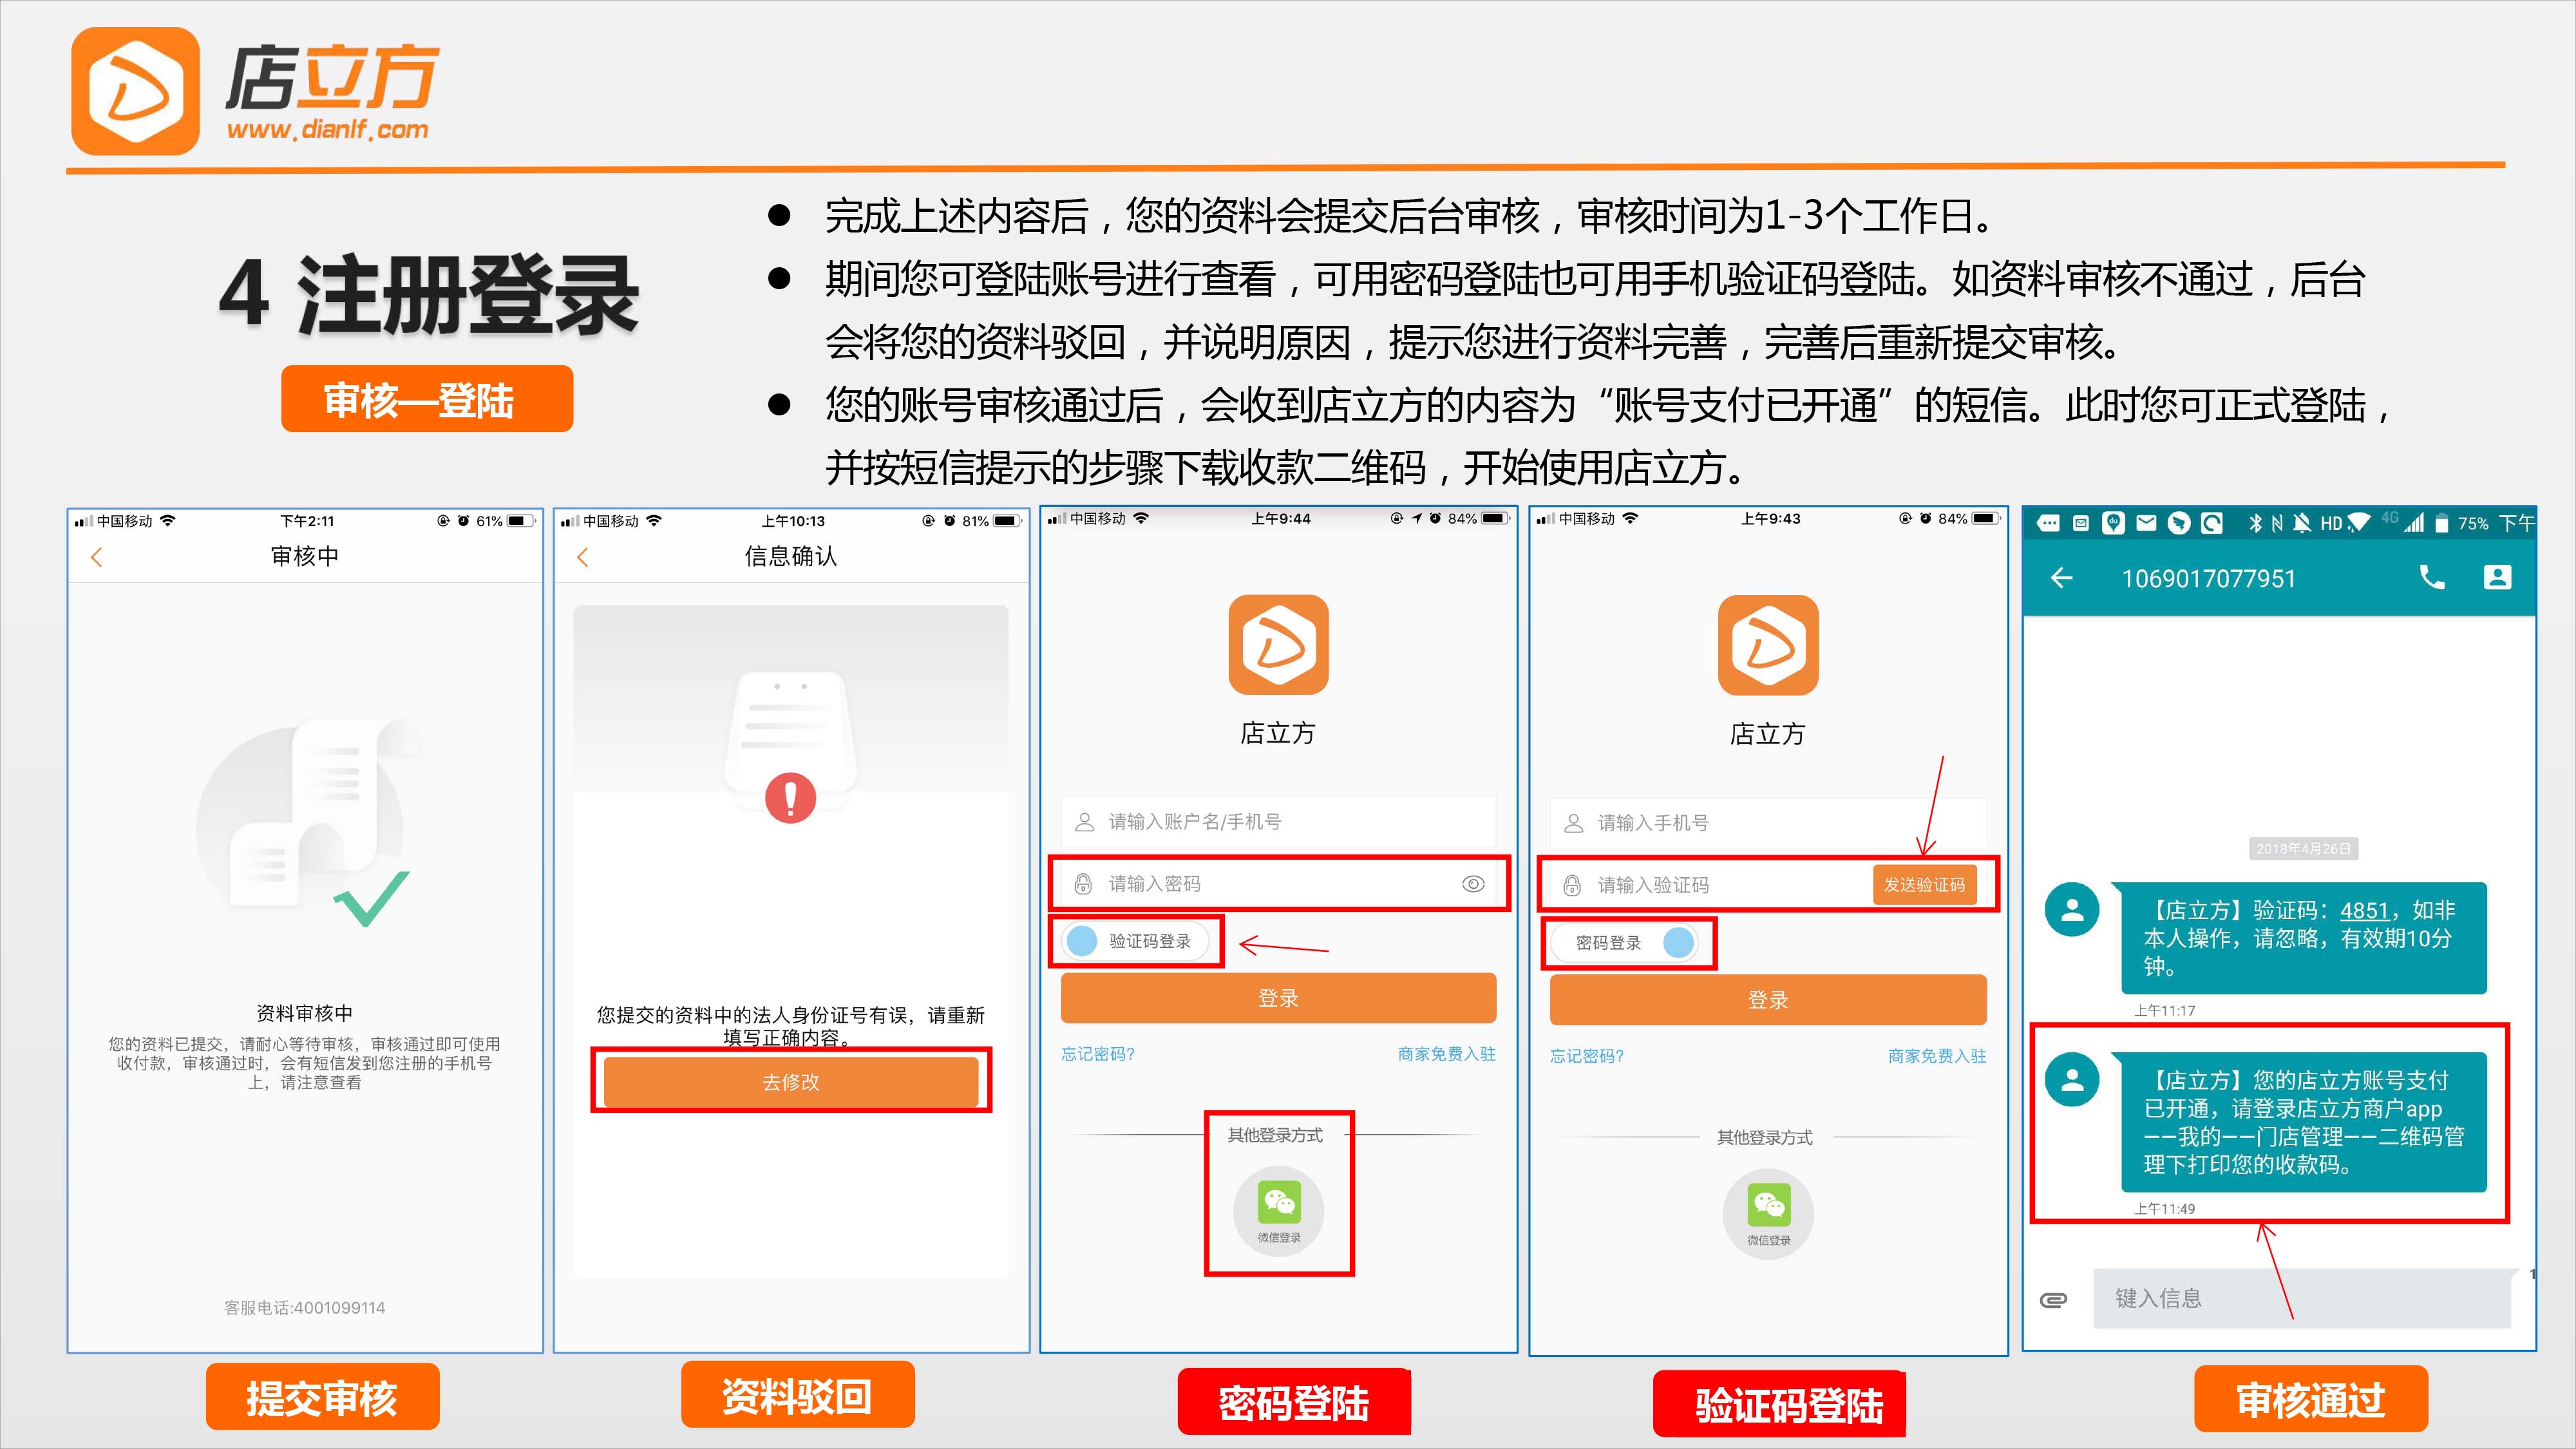 店立方
www.dianlf.com
4 注册登录
审核—登陆
● 完成上述内容后，您的资料会提交后台审核，审核时间为1-3个工作日。
● 期间您可登陆账号进行查看，可用密码登陆也可用手机验证码登陆。如资料审核不通过，后台
会将您的资料驳回，并说明原因，提示您进行资料完善，完善后重新提交审核。
● 您的账号审核通过后，会收到店立方的内容为“账号支付已开通”的短信。此时您可正式登陆，
并按短信提示的步骤下载收款二维码，开始使用店立方。
中国移动 下午2:11 61%
审核中
资料审核中
您的资料已提交，请耐心等待审核，审核通过即可使用
收付款，审核通过时，会有短信发到您注册的手机号
上，请注意查看
客服电话:4001099114
提交审核
中国移动 上午10:13 81%
信息确认
您提交的资料中的法人身份证号有误，请重新
填写正确内容。
去修改
资料驳回
中国移动 上午9:44 84%
店立方
请输入账户名/手机号
请输入密码
验证码登录
登录
忘记密码? 商家免费入驻
其他登录方式
微信登录
密码登陆
中国移动 上午9:43 84%
店立方
请输入手机号
请输入验证码 发送验证码
密码登录
登录
忘记密码? 商家免费入驻
其他登录方式
微信登录
验证码登陆
HD 4G 75% 下午
1069017077951
2018年4月26日
【店立方】验证码：4851，如非
本人操作，请忽略，有效期10分
钟。
上午11:17
【店立方】您的店立方账号支付
已开通，请登录店立方商户app
——我的——门店管理——二维码管
理下打印您的收款码。
上午11:49
键入信息
1
审核通过